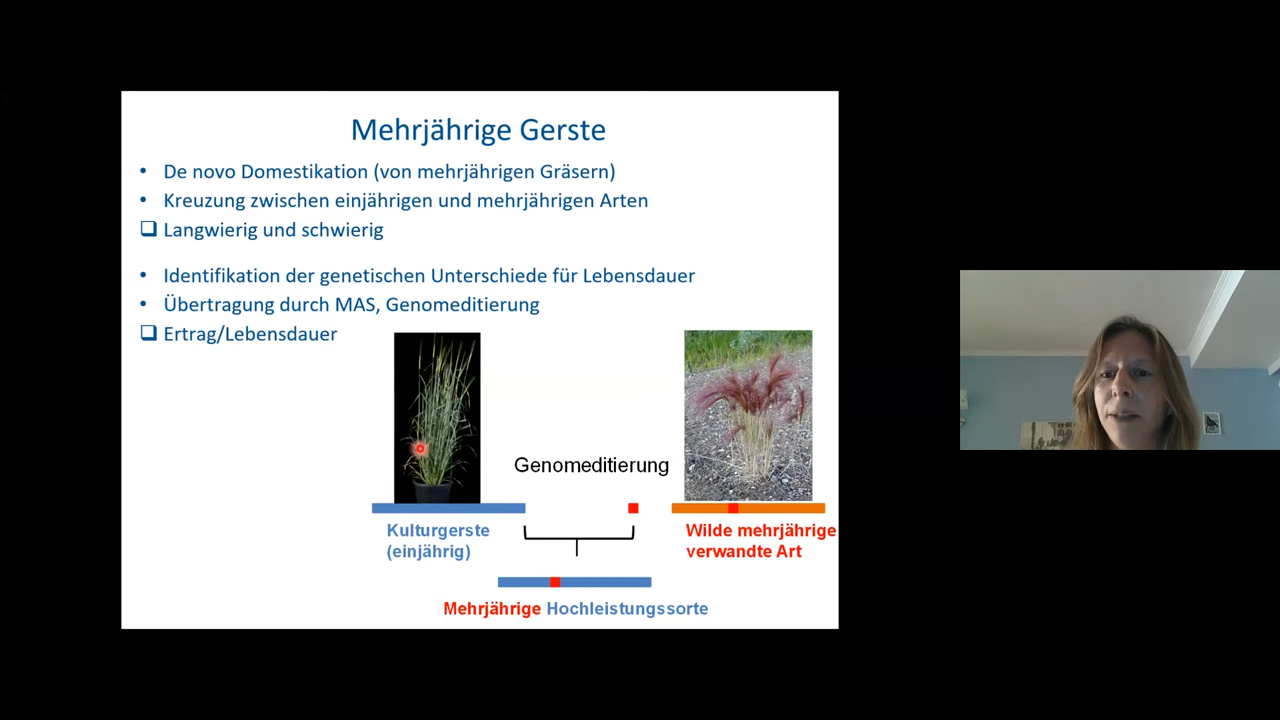 Mehrjährige Gerste
• De novo Domestikation (von mehrjährigen Gräsern)
• Kreuzung zwischen einjährigen und mehrjährigen Arten
❑ Langwierig und schwierig
• Identifikation der genetischen Unterschiede für Lebensdauer
• Übertragung durch MAS, Genomeditierung
❑ Ertrag/Lebensdauer
Genomeditierung
Kulturgerste
(einjährig)
Wilde mehrjährige
verwandte Art
Mehrjährige Hochleistungssorte